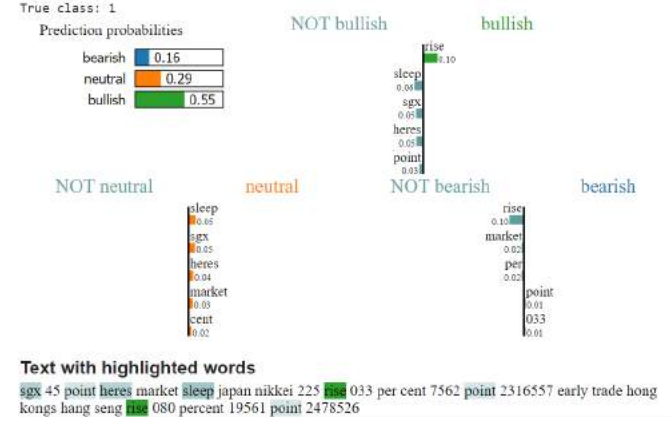 True class: 1
Prediction probabilities
bearish 0.16
neutral 0.29
bullish 0.55
NOT bullish bullish
rise
0.10
sleep
0.06
sgx
0.05
heres
0.05
point
0.03
NOT neutral neutral
sleep
0.05
sgx
0.05
heres
0.04
market
0.03
cent
0.02
NOT bearish bearish
rise
0.10
market
0.02
per
0.02
point
0.01
033
0.01
Text with highlighted words
sgx 45 point heres market sleep japan nikkei 225 rise 033 per cent 7562 point 2316557 early trade hong
kongs hang seng rise 080 percent 19561 point 2478526